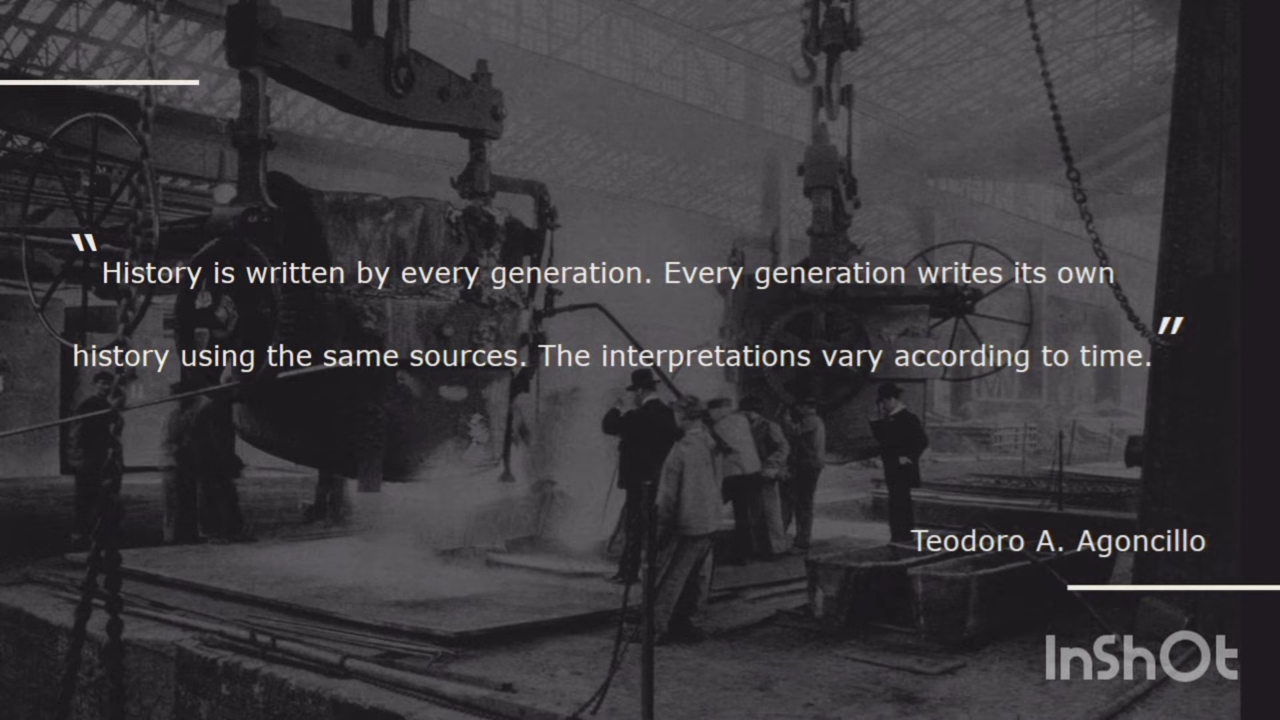 "History is written by every generation. Every generation writes its own
history using the same sources. The interpretations vary according to time."
Teodoro A. Agoncillo
InShOt